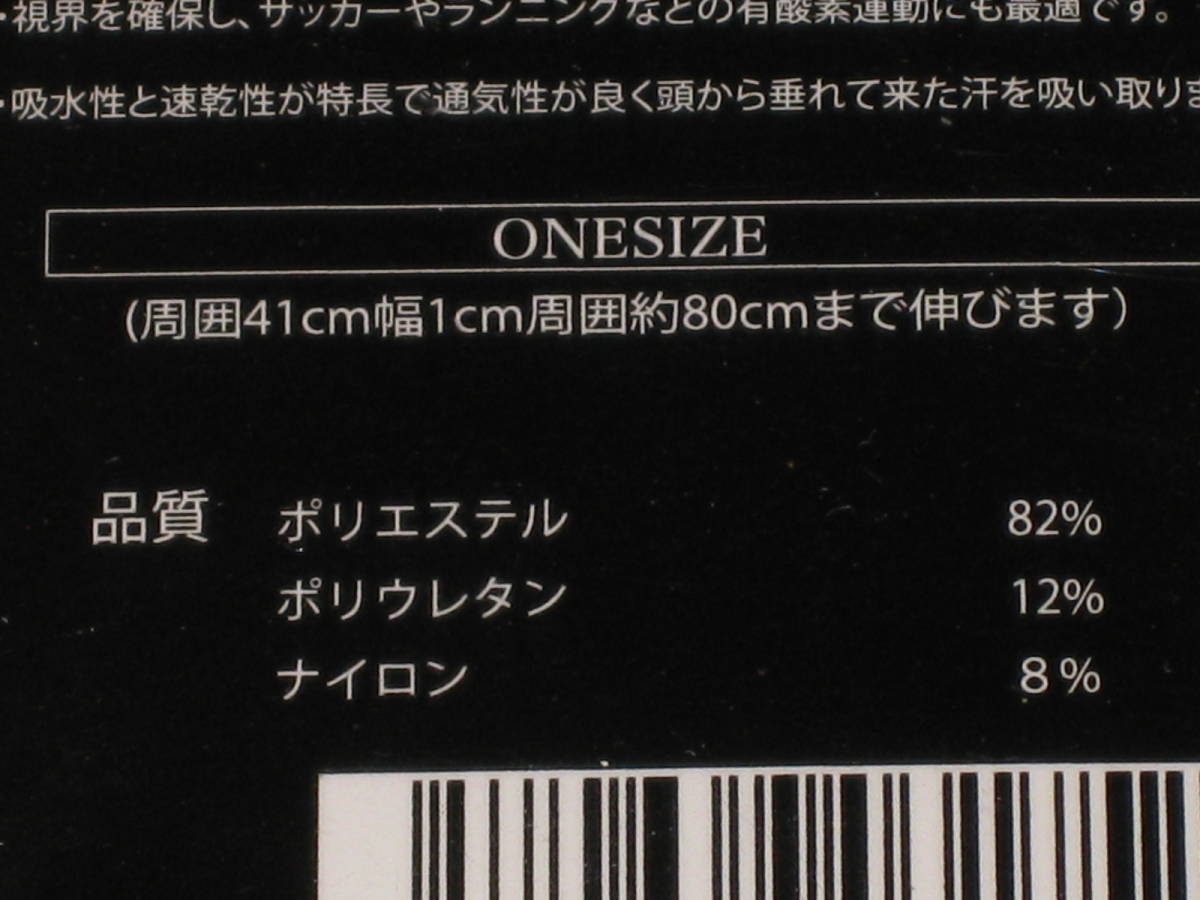 ・視界を確保し、サッカーやランニングなどの有酸素運動にも最適です。
・吸水性と速乾性が特長で通気性が良く頭から垂れて来た汗を吸い取りま
ONESIZE
(周囲41cm幅1cm周囲約80cmまで伸びます)
品質 ポリエステル 82%
ポリウレタン 12%
ナイロン 8%